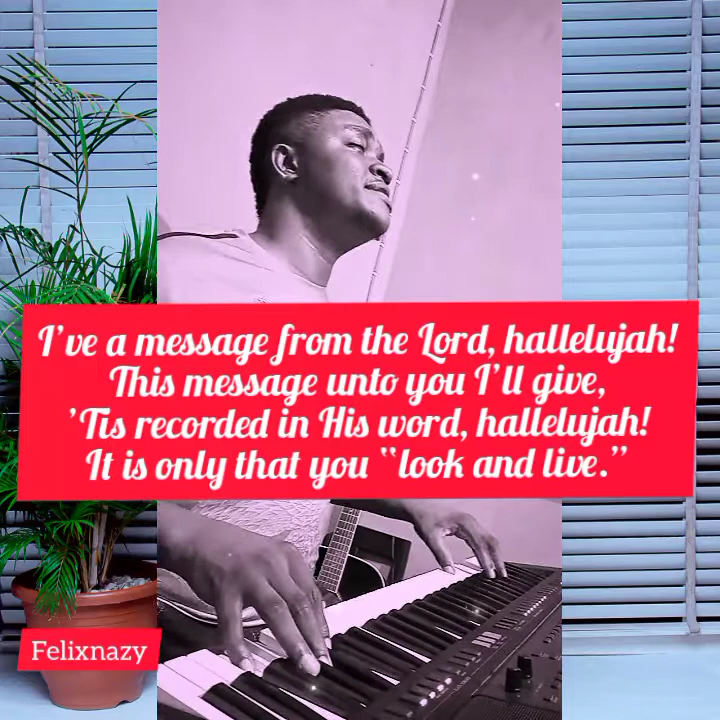 I've a message from the Lord, hallelujah!
This message unto you I'll give,
'Tis recorded in His word, hallelujah!
It is only that you “look and live.”
Felixnazy